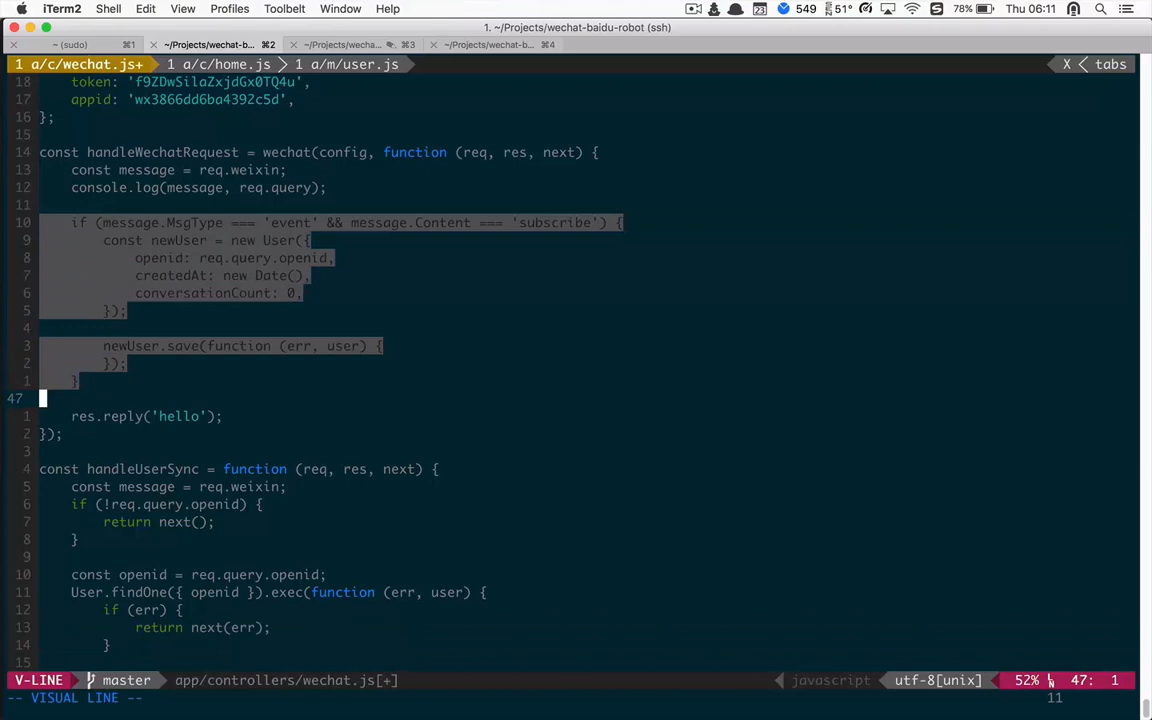 iTerm2 Shell Edit View Profiles Toolbelt Window Help 549 51° 78% Thu 06:11
1. ~/Projects/wechat-baidu-robot (ssh)
~ (sudo) ⌘1 ~/Projects/wechat-b... ⌘2 ~/Projects/wecha... ⌘3 ~/Projects/wechat-b... ⌘4
1 a/c/wechat.js+ 1 a/c/home.js 1 a/m/user.js X tabs
18 token: 'f9ZDwSilaZxjdGx0TQ4u',
17 appid: 'wx3866dd6ba4392c5d',
16 };
15
14 const handleWechatRequest = wechat(config, function (req, res, next) {
13 const message = req.weixin;
12 console.log(message, req.query);
11
10 if (message.MsgType === 'event' && message.Content === 'subscribe') {
9 const newUser = new User({
8 openid: req.query.openid,
7 createdAt: new Date(),
6 conversationCount: 0,
5 });
4
3 newUser.save(function (err, user) {
2 });
1 }
47
1 res.reply('hello');
2 });
3
4 const handleUserSync = function (req, res, next) {
5 const message = req.weixin;
6 if (!req.query.openid) {
7 return next();
8 }
9
10 const openid = req.query.openid;
11 User.findOne({ openid }).exec(function (err, user) {
12 if (err) {
13 return next(err);
14 }
15
V-LINE master app/controllers/wechat.js[+] javascript utf-8[unix] 52% 47: 1
-- VISUAL LINE -- 11